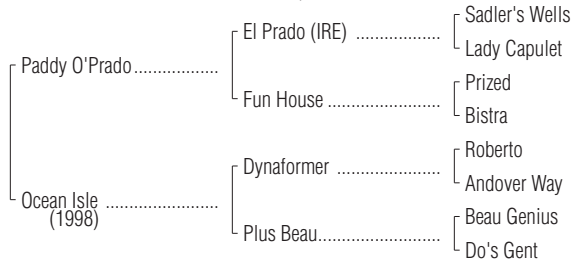 Sadler's Wells
El Prado (IRE) ..................
Lady Capulet
Paddy O'Prado..................
Prized
Fun House ........................
Bistra
Roberto
Dynaformer ......................
Andover Way
Ocean Isle ........................
(1998)
Beau Genius
Plus Beau..........................
Do's Gent